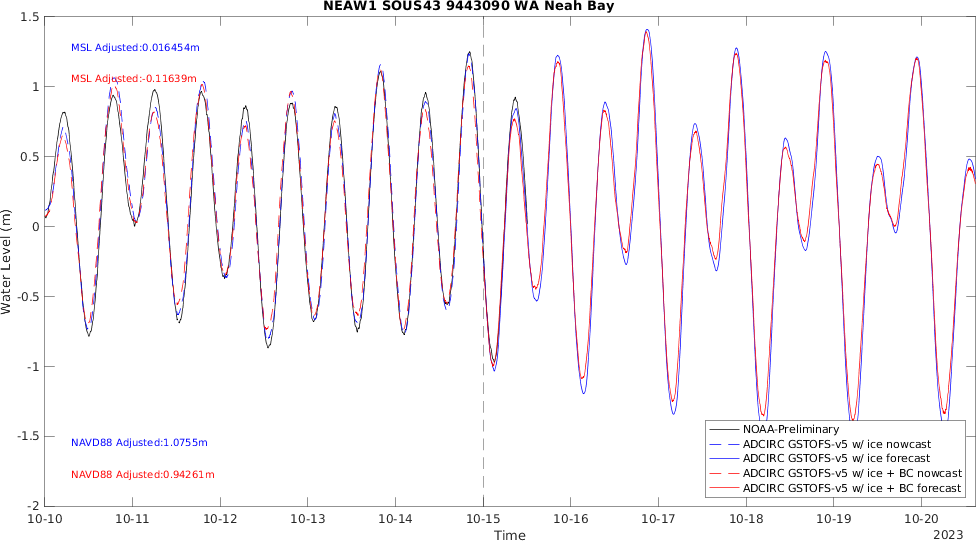 NEAW1 SOUS43 9443090 WA Neah Bay
1.5
MSL Adjusted:0.016454m
MSL Adjusted:-0.11639m
1
0.5
0
Water Level (m)
-0.5
-1
-1.5
NAVD88 Adjusted:1.0755m
NAVD88 Adjusted:0.94261m
-2
NOAA-Preliminary
ADCIRC GSTOFS-v5 w/ ice nowcast
ADCIRC GSTOFS-v5 w/ ice forecast
ADCIRC GSTOFS-v5 w/ ice + BC nowcast
ADCIRC GSTOFS-v5 w/ ice + BC forecast
10-10 10-11 10-12 10-13 10-14 10-15 10-16 10-17 10-18 10-19 10-20
Time
2023